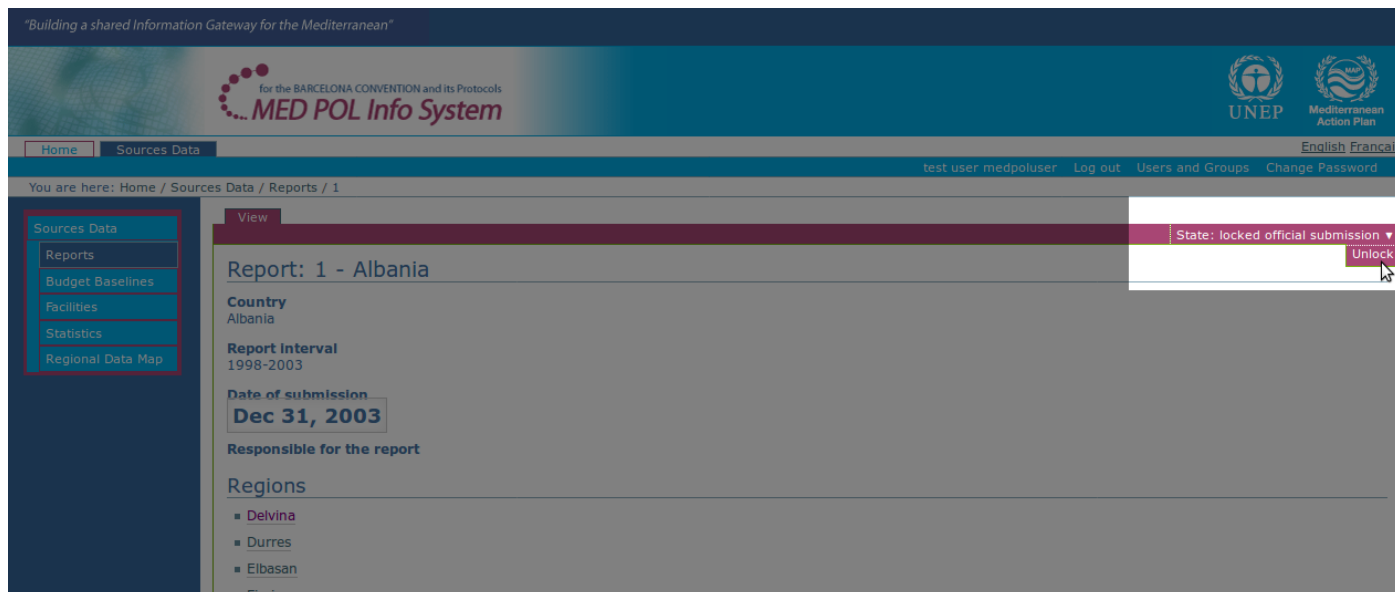 "Building a shared Information Gateway for the Mediterranean"
for the BARCELONA CONVENTION and its Protocols
MED POL Info System
UNEP
MAP
Mediterranean
Action Plan
Home Sources Data
English Françai
test user medpoluser Log out Users and Groups Change Password
You are here: Home / Sources Data / Reports / 1
View
Sources Data
State: locked official submission ▼
Reports
Unlock
Report: 1 - Albania
Budget Baselines
Country
Facilities
Albania
Statistics
Report interval
Regional Data Map
1998-2003
Date of submission
Dec 31, 2003
Responsible for the report
Regions
Delvina
Durres
Elbasan